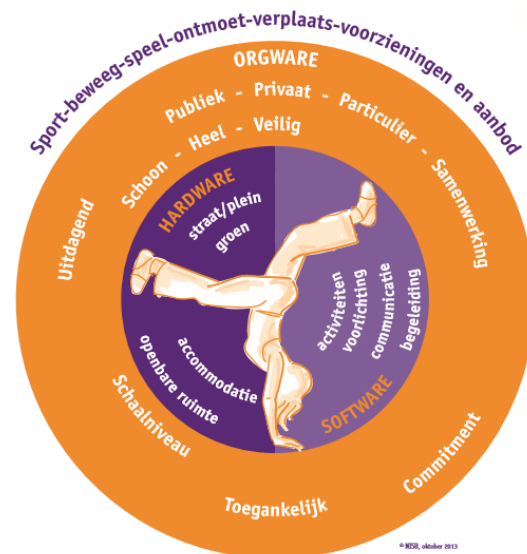 Sport-beweeg-speel-ontmoet-verplaats-voorzieningen en aanbod
ORGWARE
Publiek - Privaat - Particulier - Samenwerking
Schoon - Heel - Veilig
Uitdagend
HARDWARE
straat/plein
groen
accommodatie
openbare ruimte
activiteiten
voorlichting
communicatie
begeleiding
SOFTWARE
Schaalniveau
Toegankelijk
Commitment
© NISB, oktober 2013